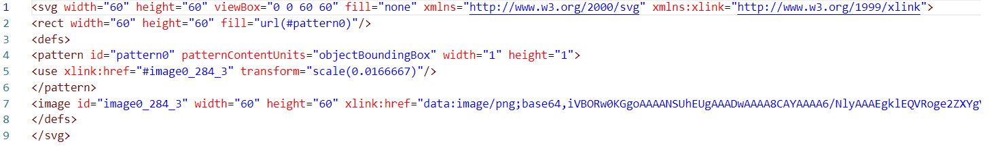 1 <svg width="60" height="60" viewBox="0 0 60 60" fill="none" xmlns="http://www.w3.org/2000/svg" xmlns:xlink="http://www.w3.org/1999/xlink">
2 <rect width="60" height="60" fill="url(#pattern0)"/>
3 <defs>
4 <pattern id="pattern0" patternContentUnits="objectBoundingBox" width="1" height="1">
5 <use xlink:href="#image0_284_3" transform="scale(0.0166667)"/>
6 </pattern>
7 <image id="image0_284_3" width="60" height="60" xlink:href="data:image/png;base64,iVBORw0KGgoAAAANSUhEUgAAADwAAAA8CAYAAAA6/NlyAAAEgklEQVRoge2ZXYgV
8 </defs>
9 </svg>